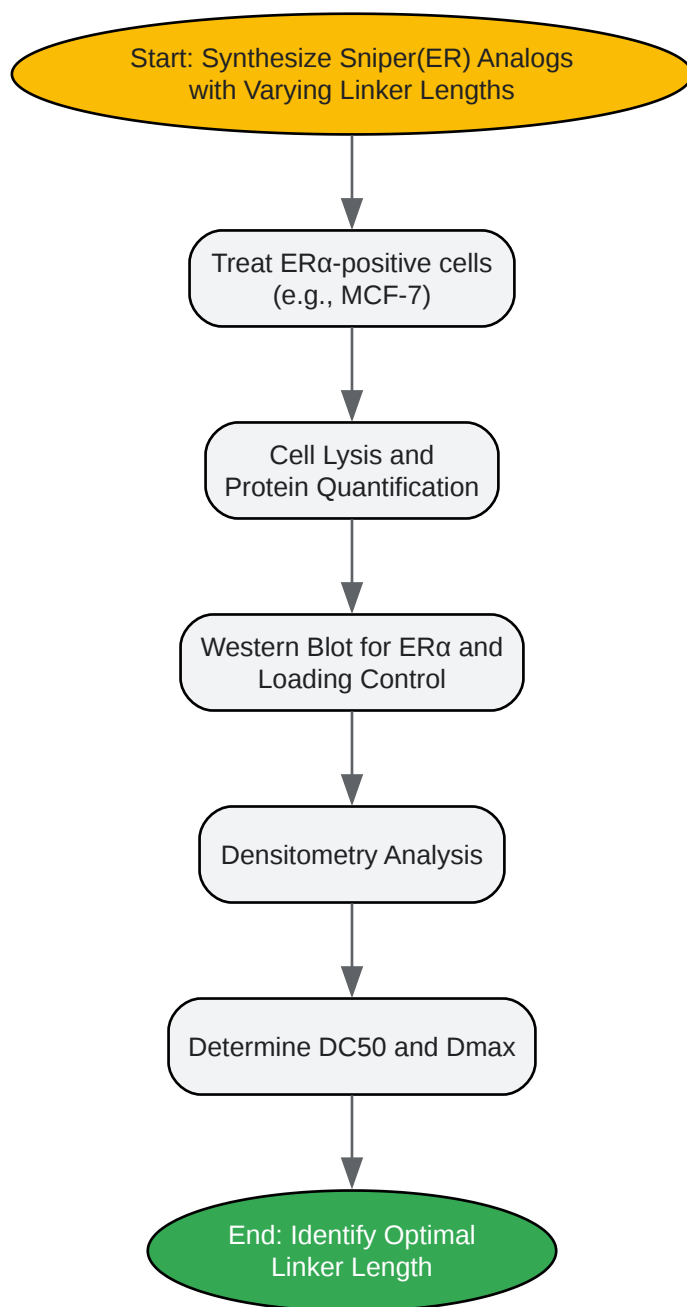 Start: Synthesize Sniper(ER) Analogs
with Varying Linker Lengths
Treat ERα-positive cells
(e.g., MCF-7)
Cell Lysis and
Protein Quantification
Western Blot for ERα and
Loading Control
Densitometry Analysis
Determine DC50 and Dmax
End: Identify Optimal
Linker Length